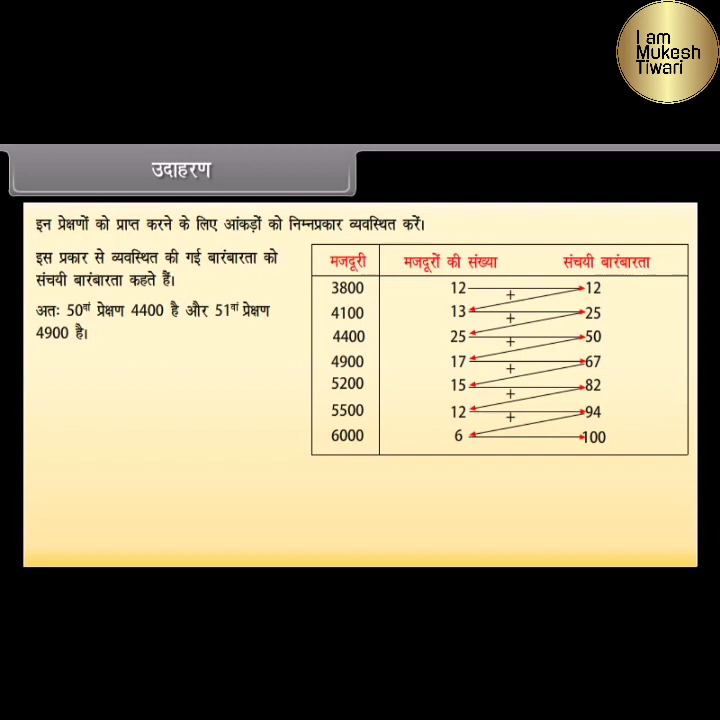 I am
Mukesh
Tiwari
उदाहरण
इन प्रेक्षणों को प्राप्त करने के लिए आंकड़ों को निम्नप्रकार व्यवस्थित करें।
इस प्रकार से व्यवस्थित की गई बारंबारता को
संचयी बारंबारता कहते हैं।
अतः 50वां प्रेक्षण 4400 है और 51वां प्रेक्षण
4900 है।
मजदूरी मजदूरों की संख्या संचयी बारंबारता
3800 12 + 12
4100 13 + 25
4400 25 + 50
4900 17 + 67
5200 15 + 82
5500 12 + 94
6000 6 100